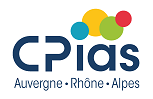 CPias
Auvergne • Rhône • Alpes